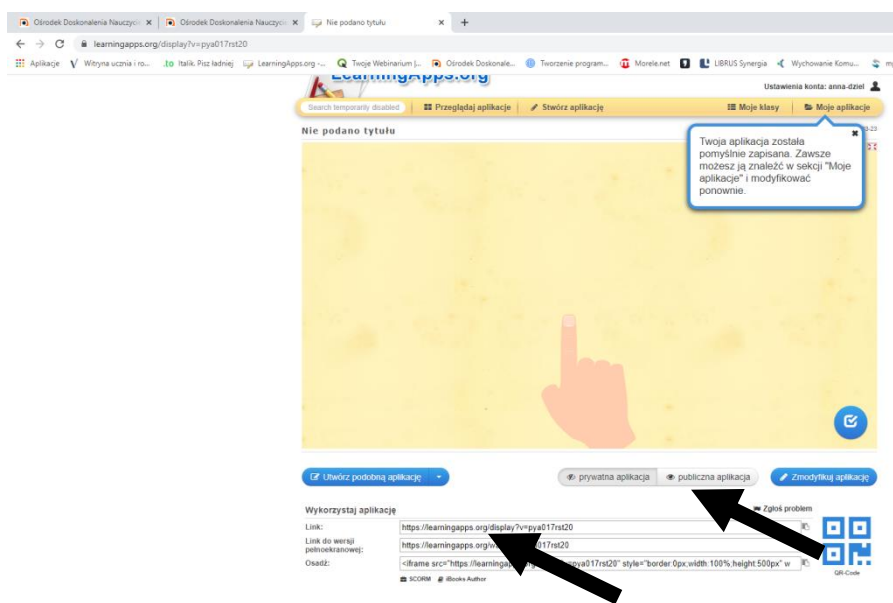 Ośrodek Doskonalenia Nauczycie
Ośrodek Doskonalenia Nauczycie
Nie podano tytułu
learningapps.org/display?v=pya017rst20
Aplikacje
Witryna ucznia i ro...
.to Italik. Pisz ładniej
LearningApps.org -...
Twoje Webinarium |...
Ośrodek Doskonale...
Tworzenie program...
Morele.net
LIBRUS Synergia
Wychowanie Komu...
LearningApps.org
Ustawienia konta: anna-dziel
Search temporarily disabled
Przeglądaj aplikacje
Stwórz aplikację
Moje klasy
Moje aplikacje
Nie podano tytułu
Twoja aplikacja została
pomyślnie zapisana. Zawsze
możesz ją znaleźć w sekcji "Moje
aplikacje" i modyfikować
ponownie.
Utwórz podobną aplikację
prywatna aplikacja
publiczna aplikacja
Zmodyfikuj aplikację
Wykorzystaj aplikację
Zgłoś problem
Link:
https://learningapps.org/display?v=pya017rst20
Link do wersji
pełnoekranowej:
https://learningapps.org/w
017rst20
Osadź:
<iframe src="https://learningap
pya017rst20" style="border:0px;width:100%;height:500px" w
SCORM
iBooks Author
QR-Code